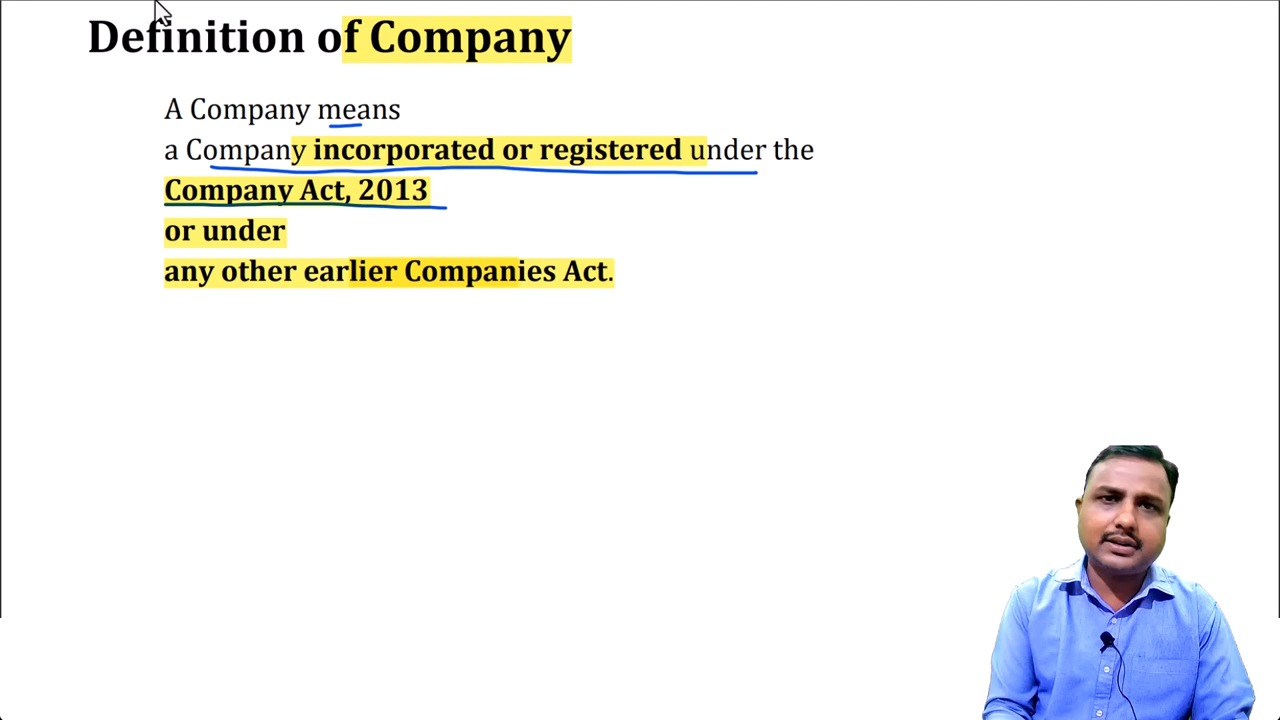 Definition of Company
A Company means
a Company incorporated or registered under the
Company Act, 2013
or under
any other earlier Companies Act.